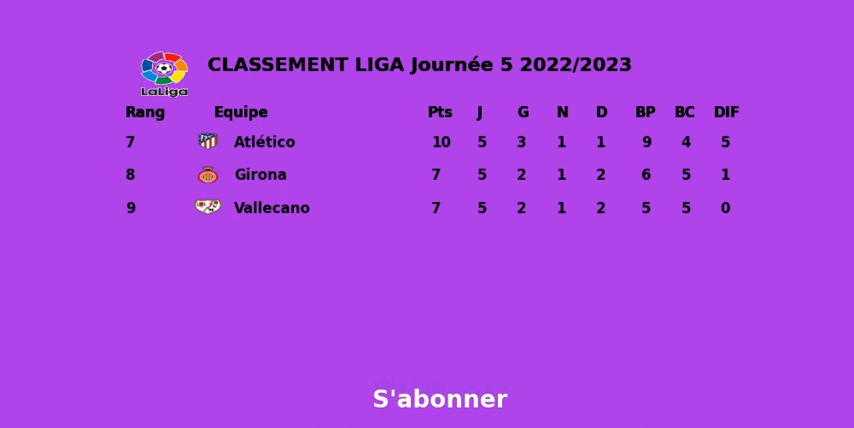 LaLiga
CLASSEMENT LIGA Journée 5 2022/2023
Rang Equipe Pts J G N D BP BC DIF
7 Atlético 10 5 3 1 1 9 4 5
8 Girona 7 5 2 1 2 6 5 1
9 Vallecano 7 5 2 1 2 5 5 0
S'abonner